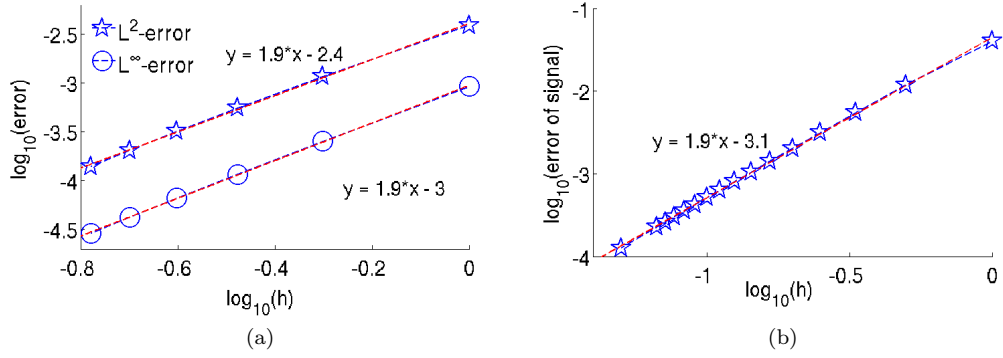 L²-error
L∞-error
y = 1.9*x - 2.4
y = 1.9*x - 3
-2.5
-3
-3.5
-4
-4.5
log₁₀(error)
-0.8
-0.6
-0.4
-0.2
0
log₁₀(h)
(a)
y = 1.9*x - 3.1
-1
-2
-3
-4
log₁₀(error of signal)
-1
-0.5
0
log₁₀(h)
(b)